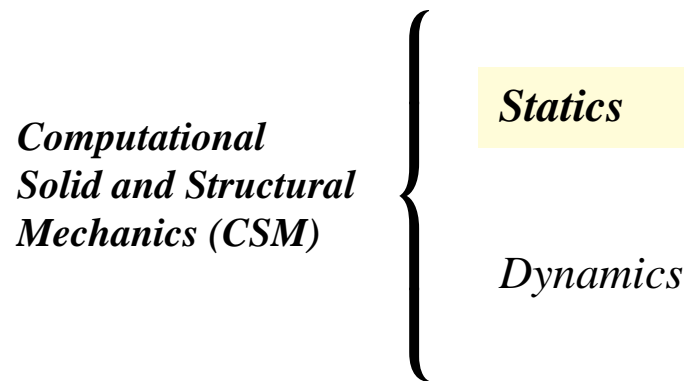 Computational
Solid and Structural
Mechanics (CSM)
Statics
Dynamics